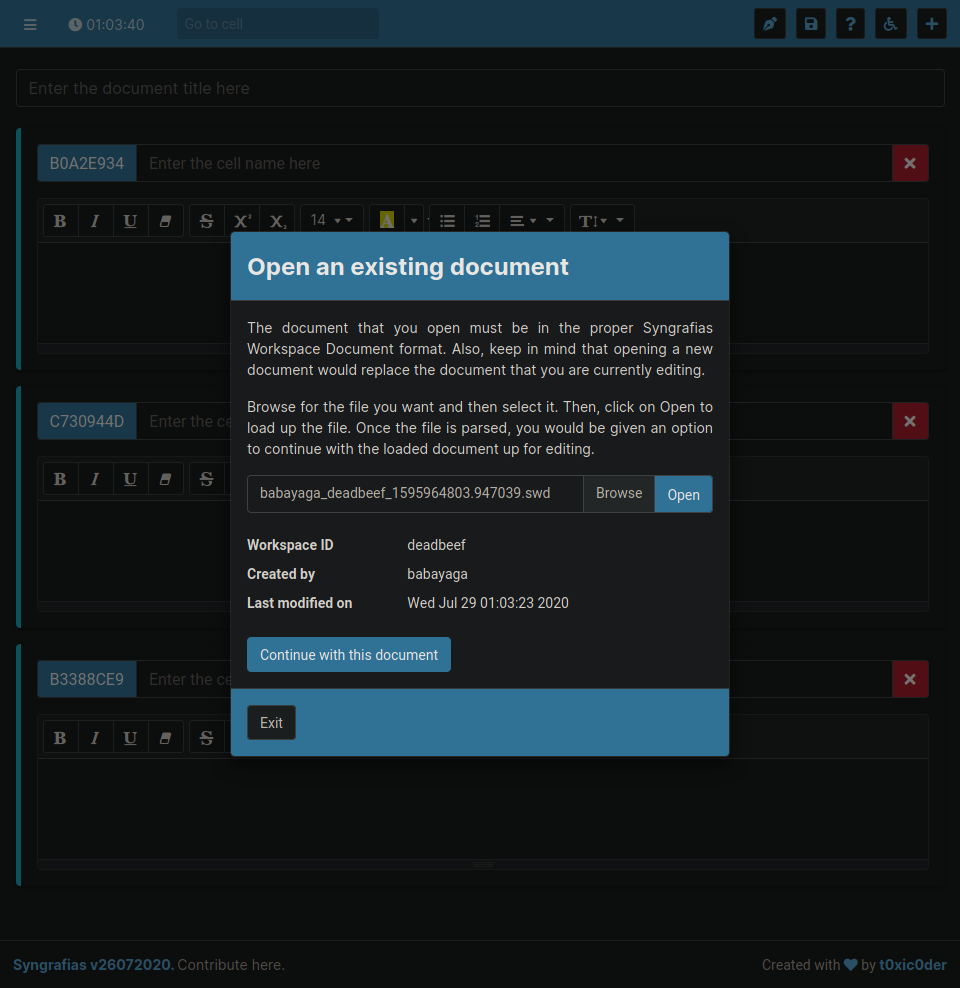 01:03:40 Go to cell
Enter the document title here
B0A2E934 Enter the cell name here
B I U S X² X₂ 14 A T
Open an existing document
The document that you open must be in the proper Syngrafias
Workspace Document format. Also, keep in mind that opening a new
document would replace the document that you are currently editing.
Browse for the file you want and then select it. Then, click on Open to
load up the file. Once the file is parsed, you would be given an option
to continue with the loaded document up for editing.
babayaga_deadbeef_1595964803.947039.swd Browse Open
Workspace ID deadbeef
Created by babayaga
Last modified on Wed Jul 29 01:03:23 2020
Continue with this document
Exit
C730944D Enter the ce
B I U S
B3388CE9 Enter the ce
B I U S
Syngrafias v26072020. Contribute here.
Created with by t0xic0der